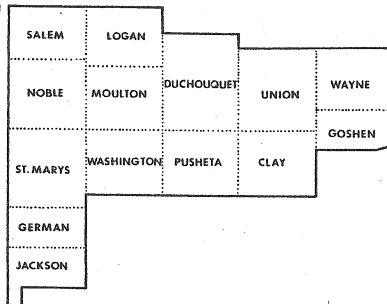 SALEM
LOGAN
NOBLE
MOULTON
DUCHOUQUET
UNION
WAYNE
GOSHEN
ST. MARYS
WASHINGTON
PUSHETA
CLAY
GERMAN
JACKSON